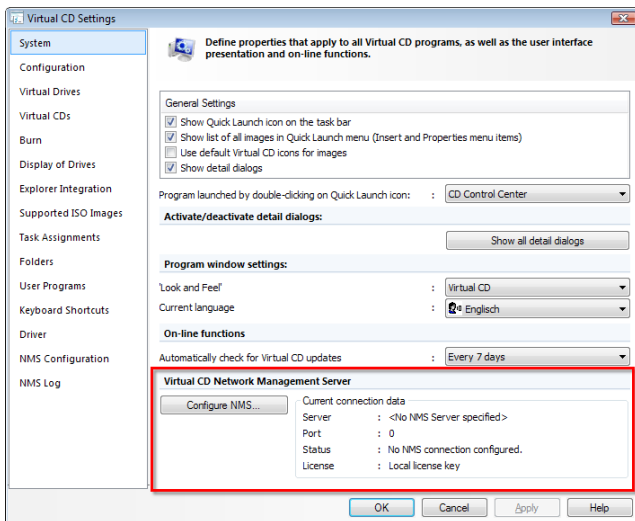 Virtual CD Settings
System
Configuration
Virtual Drives
Virtual CDs
Burn
Display of Drives
Explorer Integration
Supported ISO Images
Task Assignments
Folders
User Programs
Keyboard Shortcuts
Driver
NMS Configuration
NMS Log
Define properties that apply to all Virtual CD programs, as well as the user interface
presentation and on-line functions.
General Settings
Show Quick Launch icon on the task bar
Show list of all images in Quick Launch menu (Insert and Properties menu items)
Use default Virtual CD icons for images
Show detail dialogs
Program launched by double-clicking on Quick Launch icon: : CD Control Center
Activate/deactivate detail dialogs:
Show all detail dialogs
Program window settings:
'Look and Feel' : Virtual CD
Current language : Englisch
On-line functions
Automatically check for Virtual CD updates : Every 7 days
Virtual CD Network Management Server
Configure NMS...
Current connection data
Server : <No NMS Server specified>
Port : 0
Status : No NMS connection configured.
License : Local license key
OK Cancel Apply Help